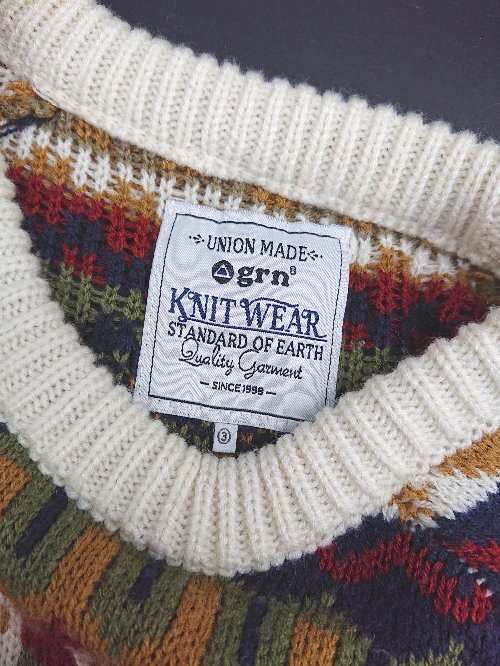 UNION MADE
grn®
KNIT WEAR
STANDARD OF EARTH
Quality Garment
SINCE 1998
3